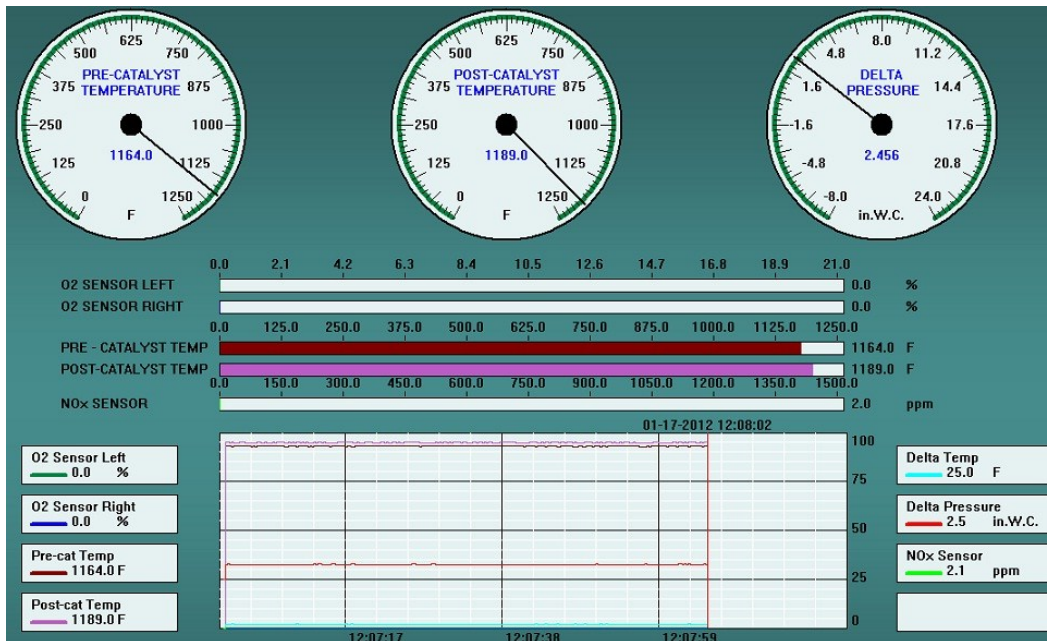 625
500 750
PRE-CATALYST
TEMPERATURE
375 875
250 1000
1164.0
125 1125
0 1250
F
625
500 750
POST-CATALYST
TEMPERATURE
375 875
250 1000
1189.0
125 1125
0 1250
F
8.0
4.8 11.2
DELTA
PRESSURE
1.6 14.4
-1.6 17.6
2.456
-4.8 20.8
-8.0 24.0
in.W.C.
0.0 2.1 4.2 6.3 8.4 10.5 12.6 14.7 16.8 18.9 21.0
O2 SENSOR LEFT 0.0 %
O2 SENSOR RIGHT 0.0 %
0.0 125.0 250.0 375.0 500.0 625.0 750.0 875.0 1000.0 1125.0 1250.0
PRE - CATALYST TEMP 1164.0 F
POST-CATALYST TEMP 1189.0 F
0.0 150.0 300.0 450.0 600.0 750.0 900.0 1050.0 1200.0 1350.0 1500.0
NOx SENSOR 2.0 ppm
01-17-2012 12:08:02
O2 Sensor Left
0.0 %
O2 Sensor Right
0.0 %
Pre-cat Temp
1164.0 F
Post-cat Temp
1189.0 F
100
75
50
25
0
12:07:17 12:07:38 12:07:59
Delta Temp
25.0 F
Delta Pressure
2.5 in.W.C.
NOx Sensor
2.1 ppm